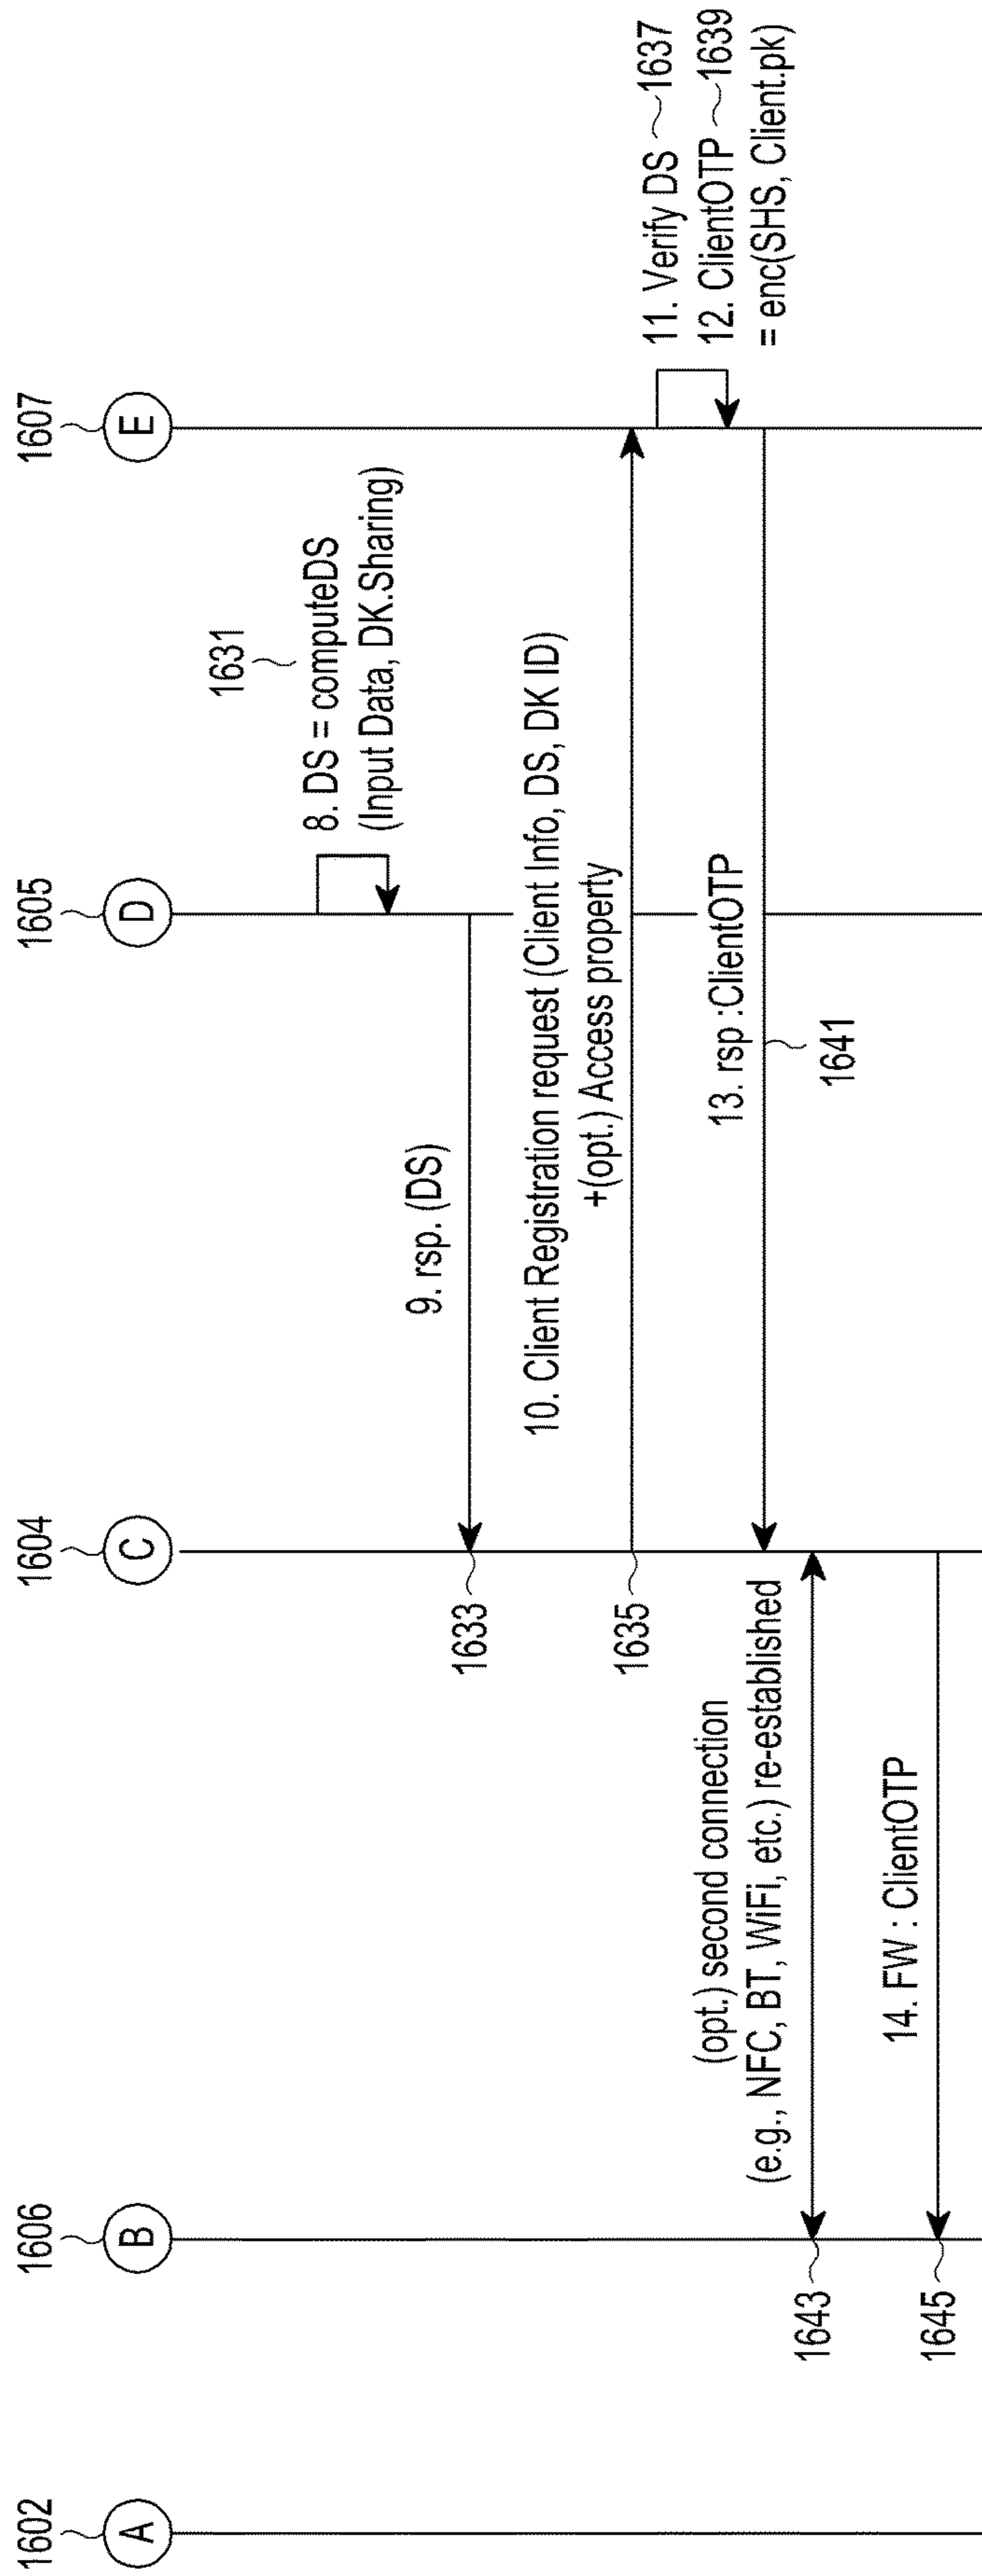 1602
1606
1604
1605
1607
A
B
C
D
E
1631
8. DS = computeDS
(Input Data, DK.Sharing)
9. rsp. (DS)
1633
10. Client Registration request (Client Info, DS, DK ID)
+(opt.) Access property
1635
11. Verify DS 1637
12. ClientOTP 1639
= enc(SHS, Client.pk)
13. rsp :ClientOTP
1641
(opt.) second connection
(e.g., NFC, BT, WiFi, etc.) re-established
1643
14. FW : ClientOTP
1645